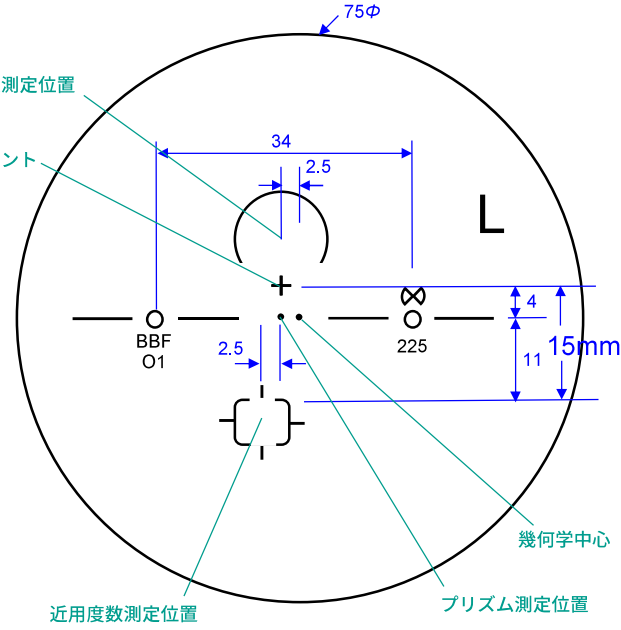 75Φ
測定位置
34
ント
2.5
L
4
BBF
O1
2.5
225
11
15mm
幾何学中心
近用度数測定位置
プリズム測定位置